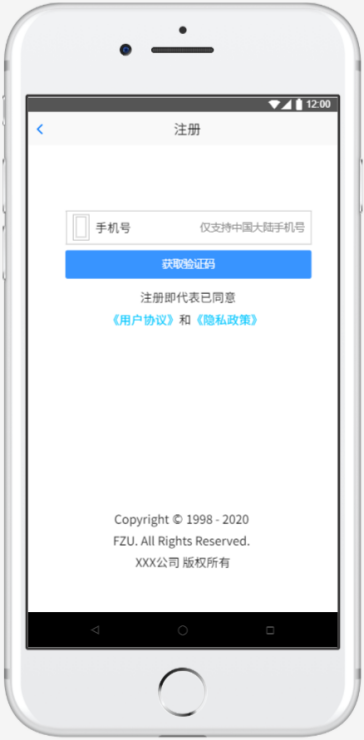 12:00
注册
手机号 仅支持中国大陆手机号
获取验证码
注册即代表已同意
《用户协议》和《隐私政策》
Copyright © 1998 - 2020
FZU. All Rights Reserved.
XXX公司 版权所有